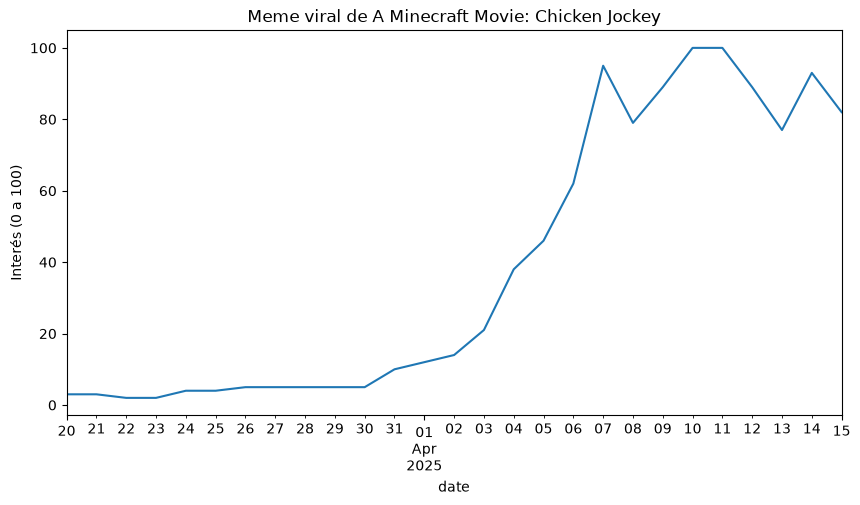 Meme viral de A Minecraft Movie: Chicken Jockey
Interés (0 a 100)
100
80
60
40
20
0
20 21 22 23 24 25 26 27 28 29 30 31 01 02 03 04 05 06 07 08 09 10 11 12 13 14 15
Apr
2025
date